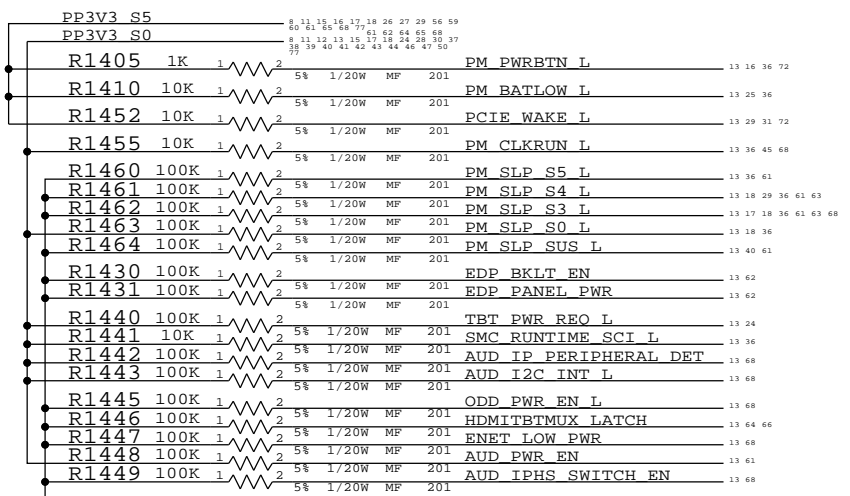 PP3V3 S5 8 11 15 16 17 18 26 27 29 56 59
60 61 65 68 77
PP3V3 S0 61 62 64 65 68
8 11 12 13 15 17 18 24 28 30 37
38 39 40 41 42 43 44 46 47 50
77
R1405 1K 1 2 PM_PWRBTN_L 13 16 36 72
5% 1/20W MF 201
R1410 10K 1 2 PM_BATLOW_L 13 25 36
5% 1/20W MF 201
R1452 10K 1 2 PCIE_WAKE_L 13 29 31 72
5% 1/20W MF 201
R1455 10K 1 2 PM_CLKRUN_L 13 36 45 68
5% 1/20W MF 201
R1460 100K 1 2 PM_SLP_S5_L 13 36 61
5% 1/20W MF 201
R1461 100K 1 2 PM_SLP_S4_L 13 18 29 36 61 63
5% 1/20W MF 201
R1462 100K 1 2 PM_SLP_S3_L 13 17 18 36 61 63 68
5% 1/20W MF 201
R1463 100K 1 2 PM_SLP_S0_L 13 18 36
5% 1/20W MF 201
R1464 100K 1 2 PM_SLP_SUS_L 13 40 61
5% 1/20W MF 201
R1430 100K 1 2 EDP_BKLT_EN 13 62
5% 1/20W MF 201
R1431 100K 1 2 EDP_PANEL_PWR 13 62
5% 1/20W MF 201
R1440 100K 1 2 TBT_PWR_REQ_L 13 24
5% 1/20W MF 201
R1441 10K 1 2 SMC_RUNTIME_SCI_L 13 36
5% 1/20W MF 201
R1442 100K 1 2 AUD_IP_PERIPHERAL_DET 13 68
5% 1/20W MF 201
R1443 100K 1 2 AUD_I2C_INT_L 13 68
5% 1/20W MF 201
R1445 100K 1 2 ODD_PWR_EN_L 13 68
5% 1/20W MF 201
R1446 100K 1 2 HDMITBTMUX_LATCH 13 64 66
5% 1/20W MF 201
R1447 100K 1 2 ENET_LOW_PWR 13 68
5% 1/20W MF 201
R1448 100K 1 2 AUD_PWR_EN 13 61
5% 1/20W MF 201
R1449 100K 1 2 AUD_IPHS_SWITCH_EN 13 68
5% 1/20W MF 201